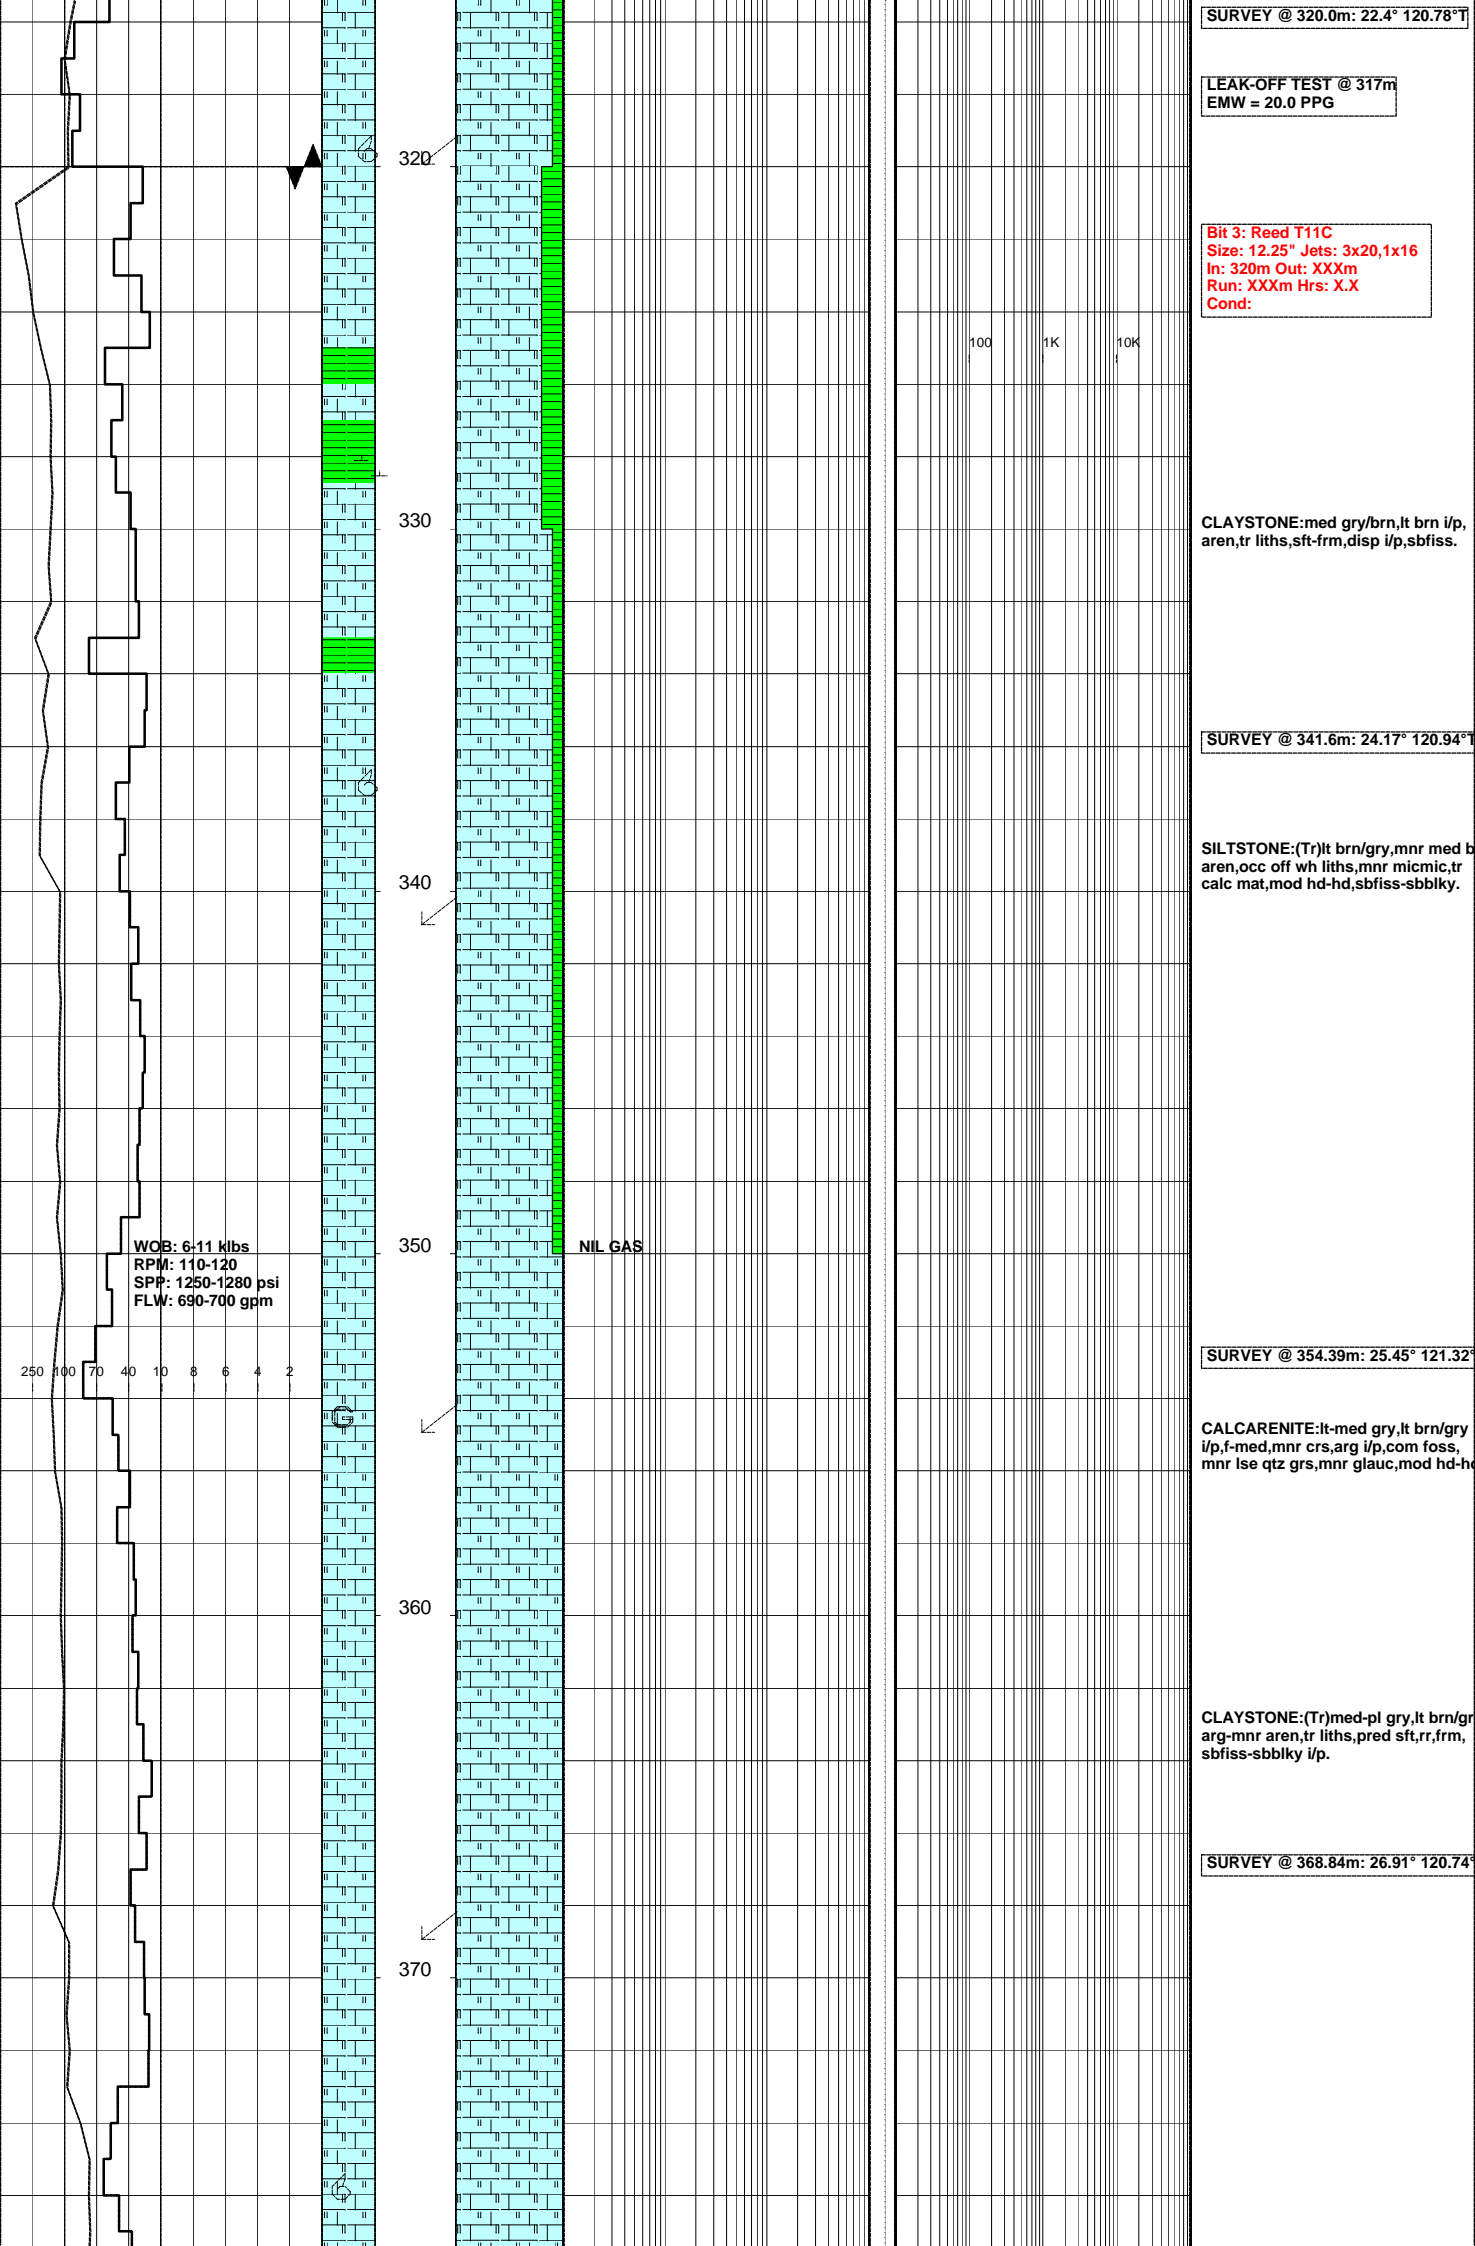 SURVEY @ 320.0m: 22.4° 120.78°T
LEAK-OFF TEST @ 317m
EMW = 20.0 PPG
320
Bit 3: Reed T11C
Size: 12.25" Jets: 3x20,1x16
In: 320m Out: XXXm
Run: XXXm Hrs: X.X
Cond:
100 1K 10K
330
CLAYSTONE:med gry/brn,lt brn i/p,
aren,tr liths,sft-frm,disp i/p,sbfiss.
SURVEY @ 341.6m: 24.17° 120.94°T
SILTSTONE:(Tr)lt brn/gry,mnr med b
aren,occ off wh liths,mnr micmic,tr
calc mat,mod hd-hd,sbfiss-sbblky.
340
350
NIL GAS
WOB: 6-11 klbs
RPM: 110-120
SPP: 1250-1280 psi
FLW: 690-700 gpm
SURVEY @ 354.39m: 25.45° 121.32°
250 100 70 40 10 8 6 4 2
G
CALCARENITE:lt-med gry,lt brn/gry
i/p,f-med,mnr crs,arg i/p,com foss,
mnr lse qtz grs,mnr glauc,mod hd-hd
360
CLAYSTONE:(Tr)med-pl gry,lt brn/gr
arg-mnr aren,tr liths,pred sft,rr,frm,
sbfiss-sbblky i/p.
SURVEY @ 368.84m: 26.91° 120.74°
370